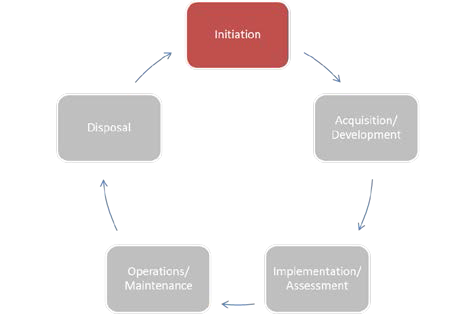 Initiation
Acquisition/
Development
Implementation/
Assessment
Operations/
Maintenance
Disposal